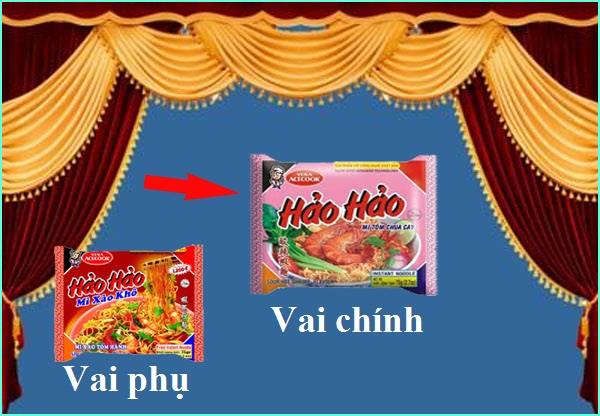 VINA
ACECOOK
Hảo Hảo
MÌ TÔM CHUA CAY
INSTANT NOODLE
Vai chính
ACECOOK
Hảo Hảo
Mì Xào Khô
MÌ XÀO TÔM HÀNH
Vai phụ